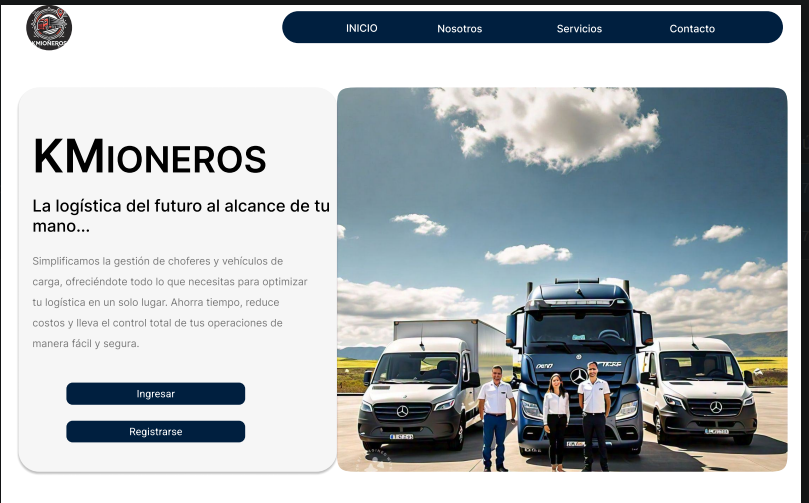 KMIONEROS
INICIO
Nosotros
Servicios
Contacto
KMIONEROS
La logística del futuro al alcance de tu
mano...
Simplificamos la gestión de choferes y vehículos de
carga, ofreciéndote todo lo que necesitas para optimizar
tu logística en un solo lugar. Ahorra tiempo, reduce
costos y lleva el control total de tus operaciones de
manera fácil y segura.
Ingresar
Registrarse